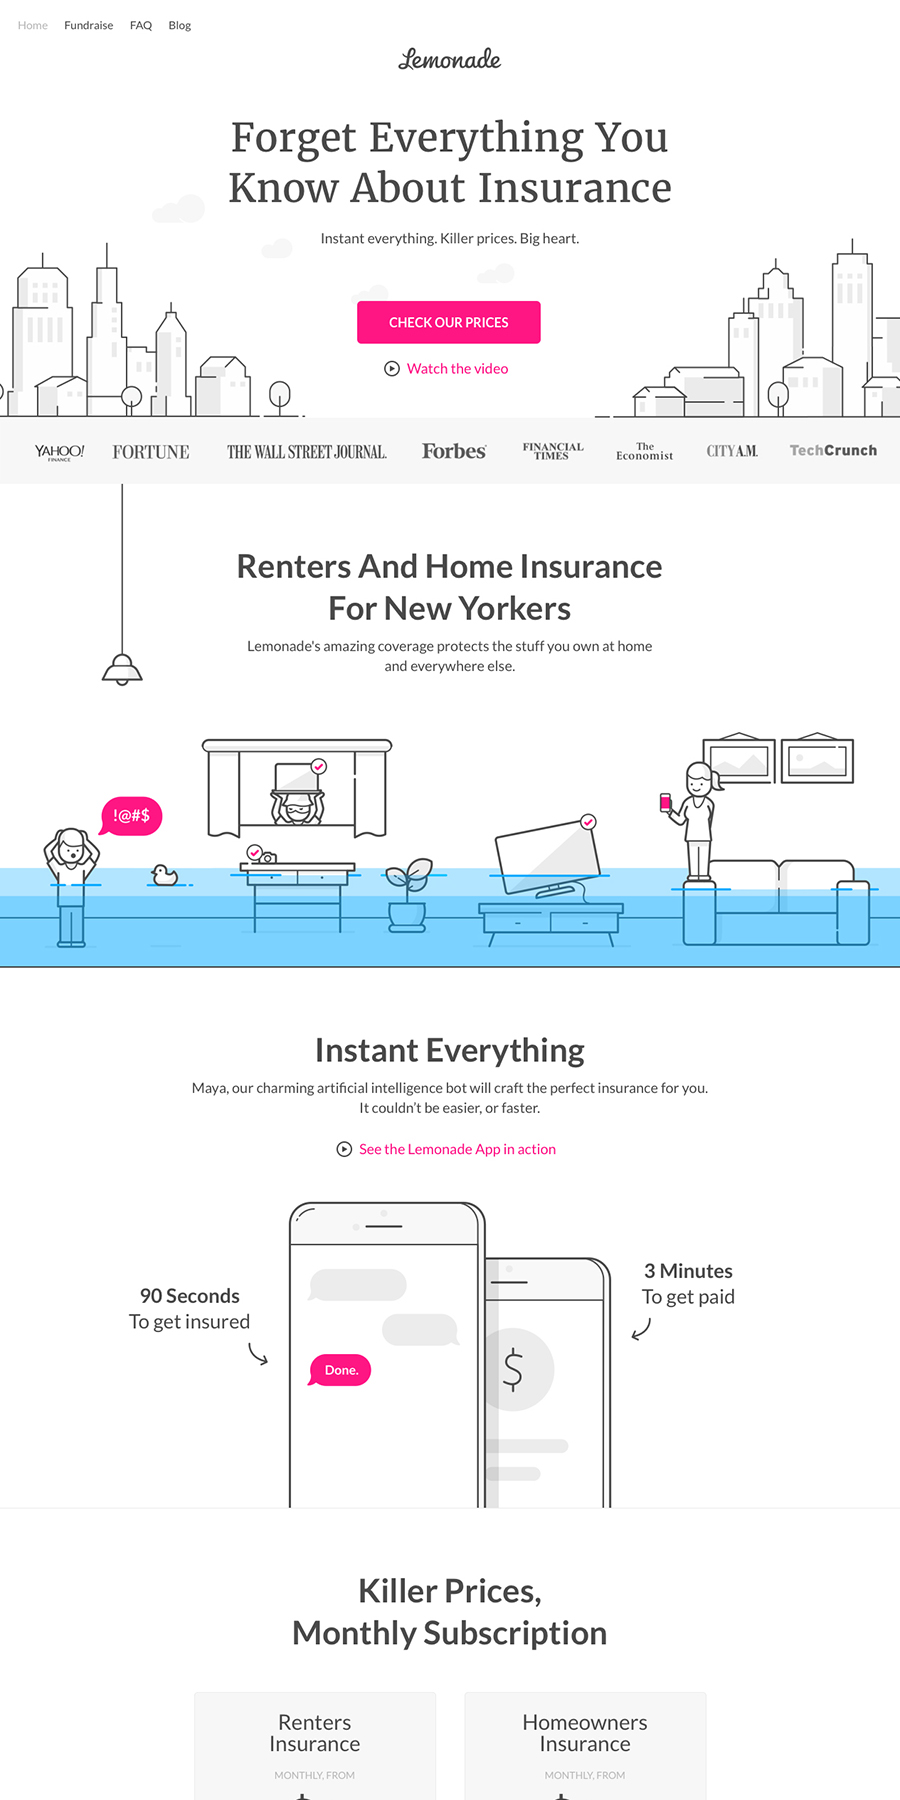 Home Fundraise FAQ Blog
Lemonade
Forget Everything You
Know About Insurance
Instant everything. Killer prices. Big heart.
CHECK OUR PRICES
Watch the video
YAHOO! FINANCE
FORTUNE
THE WALL STREET JOURNAL.
Forbes
FINANCIAL TIMES
The Economist
CITY A.M.
TechCrunch
Renters And Home Insurance
For New Yorkers
Lemonade's amazing coverage protects the stuff you own at home
and everywhere else.
!@#$
Instant Everything
Maya, our charming artificial intelligence bot will craft the perfect insurance for you.
It couldn’t be easier, or faster.
See the Lemonade App in action
90 Seconds
To get insured
3 Minutes
To get paid
Done.
$
Killer Prices,
Monthly Subscription
Renters
Insurance
MONTHLY, FROM
Homeowners
Insurance
MONTHLY, FROM